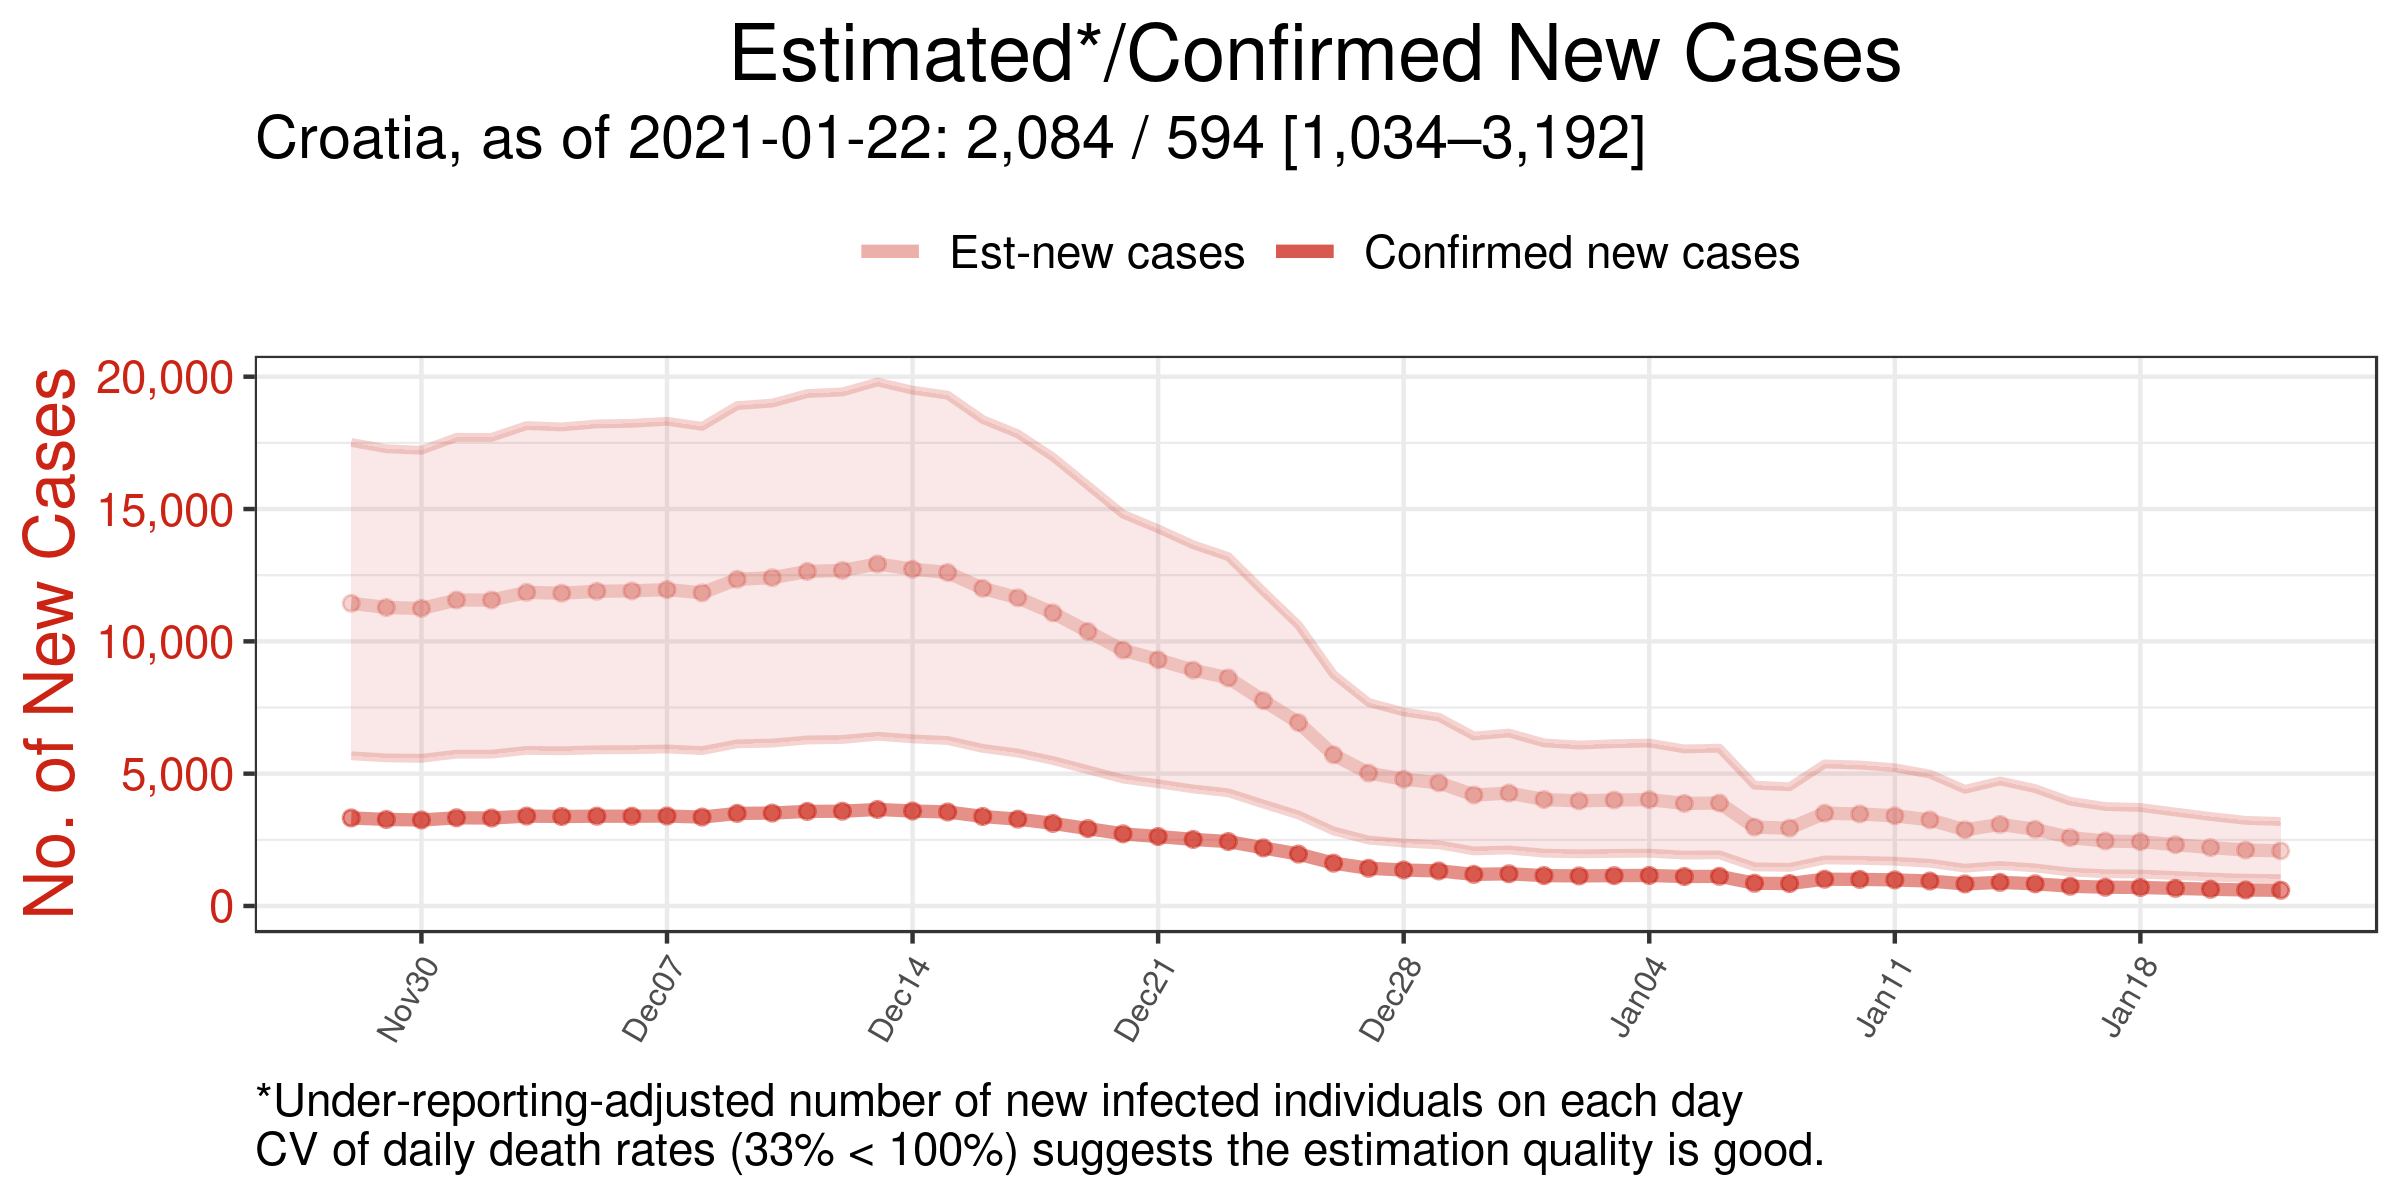 Estimated*/Confirmed New Cases
Croatia, as of 2021-01-22: 2,084 / 594 [1,034–3,192]
Est-new cases
Confirmed new cases
No. of New Cases
20,000
15,000
10,000
5,000
0
Nov30
Dec07
Dec14
Dec21
Dec28
Jan04
Jan11
Jan18
*Under-reporting-adjusted number of new infected individuals on each day
CV of daily death rates (33% < 100%) suggests the estimation quality is good.